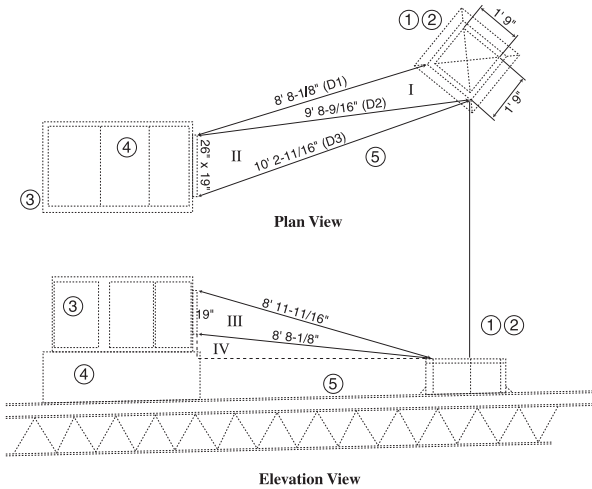 ① ②
1' 9"
1' 9"
8' 8-1/8" (D1)
I
9' 8-9/16" (D2)
④
26" x 19"
II
10' 2-11/16" (D3)
⑤
③
Plan View
③
19"
III
8' 11-11/16"
8' 8-1/8"
① ②
IV
④
⑤
Elevation View